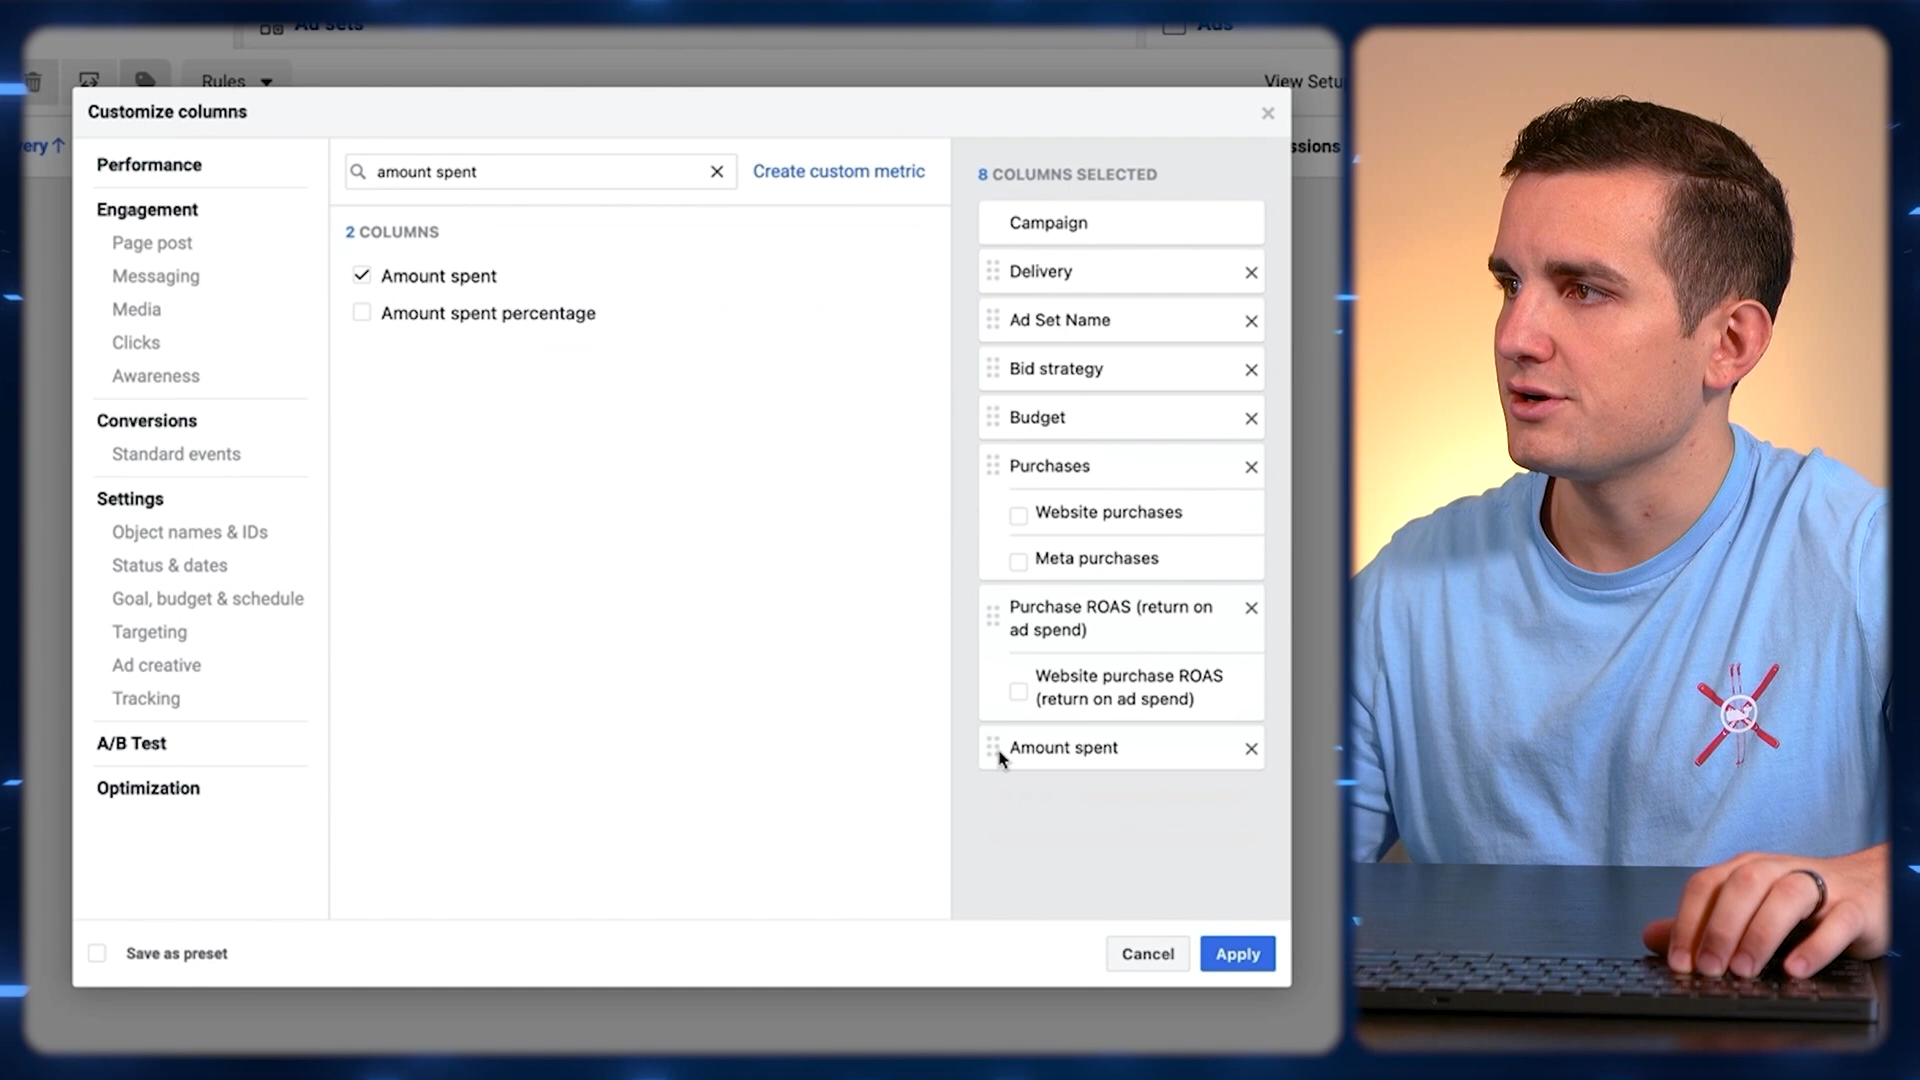 Ad sets
Ads
Rules
View Setu
very ↑
ssions
Customize columns
Performance
Engagement
Page post
Messaging
Media
Clicks
Awareness
Conversions
Standard events
Settings
Object names & IDs
Status & dates
Goal, budget & schedule
Targeting
Ad creative
Tracking
A/B Test
Optimization
amount spent
Create custom metric
2 COLUMNS
Amount spent
Amount spent percentage
8 COLUMNS SELECTED
Campaign
Delivery
Ad Set Name
Bid strategy
Budget
Purchases
Website purchases
Meta purchases
Purchase ROAS (return on
ad spend)
Website purchase ROAS
(return on ad spend)
Amount spent
Save as preset
Cancel
Apply